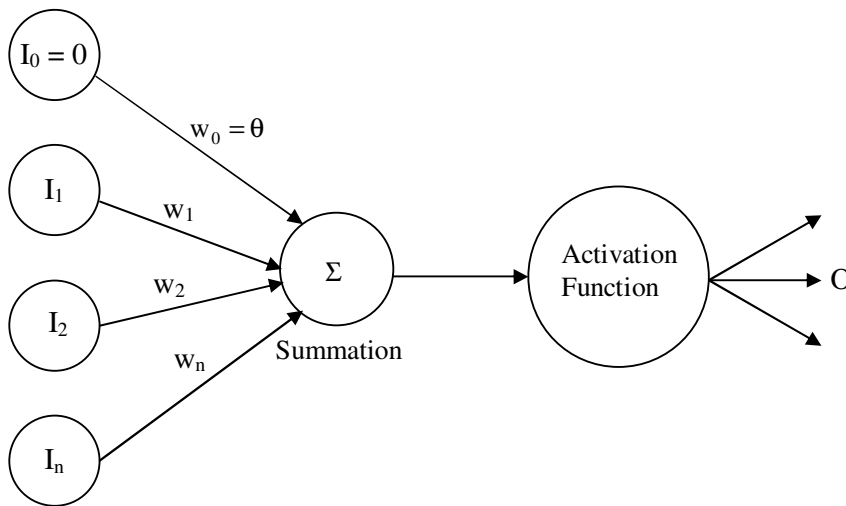 I₀ = 0
w₀ = θ
I₁
w₁
I₂
w₂
Σ
Summation
Activation
Function
O
wₙ
Iₙ